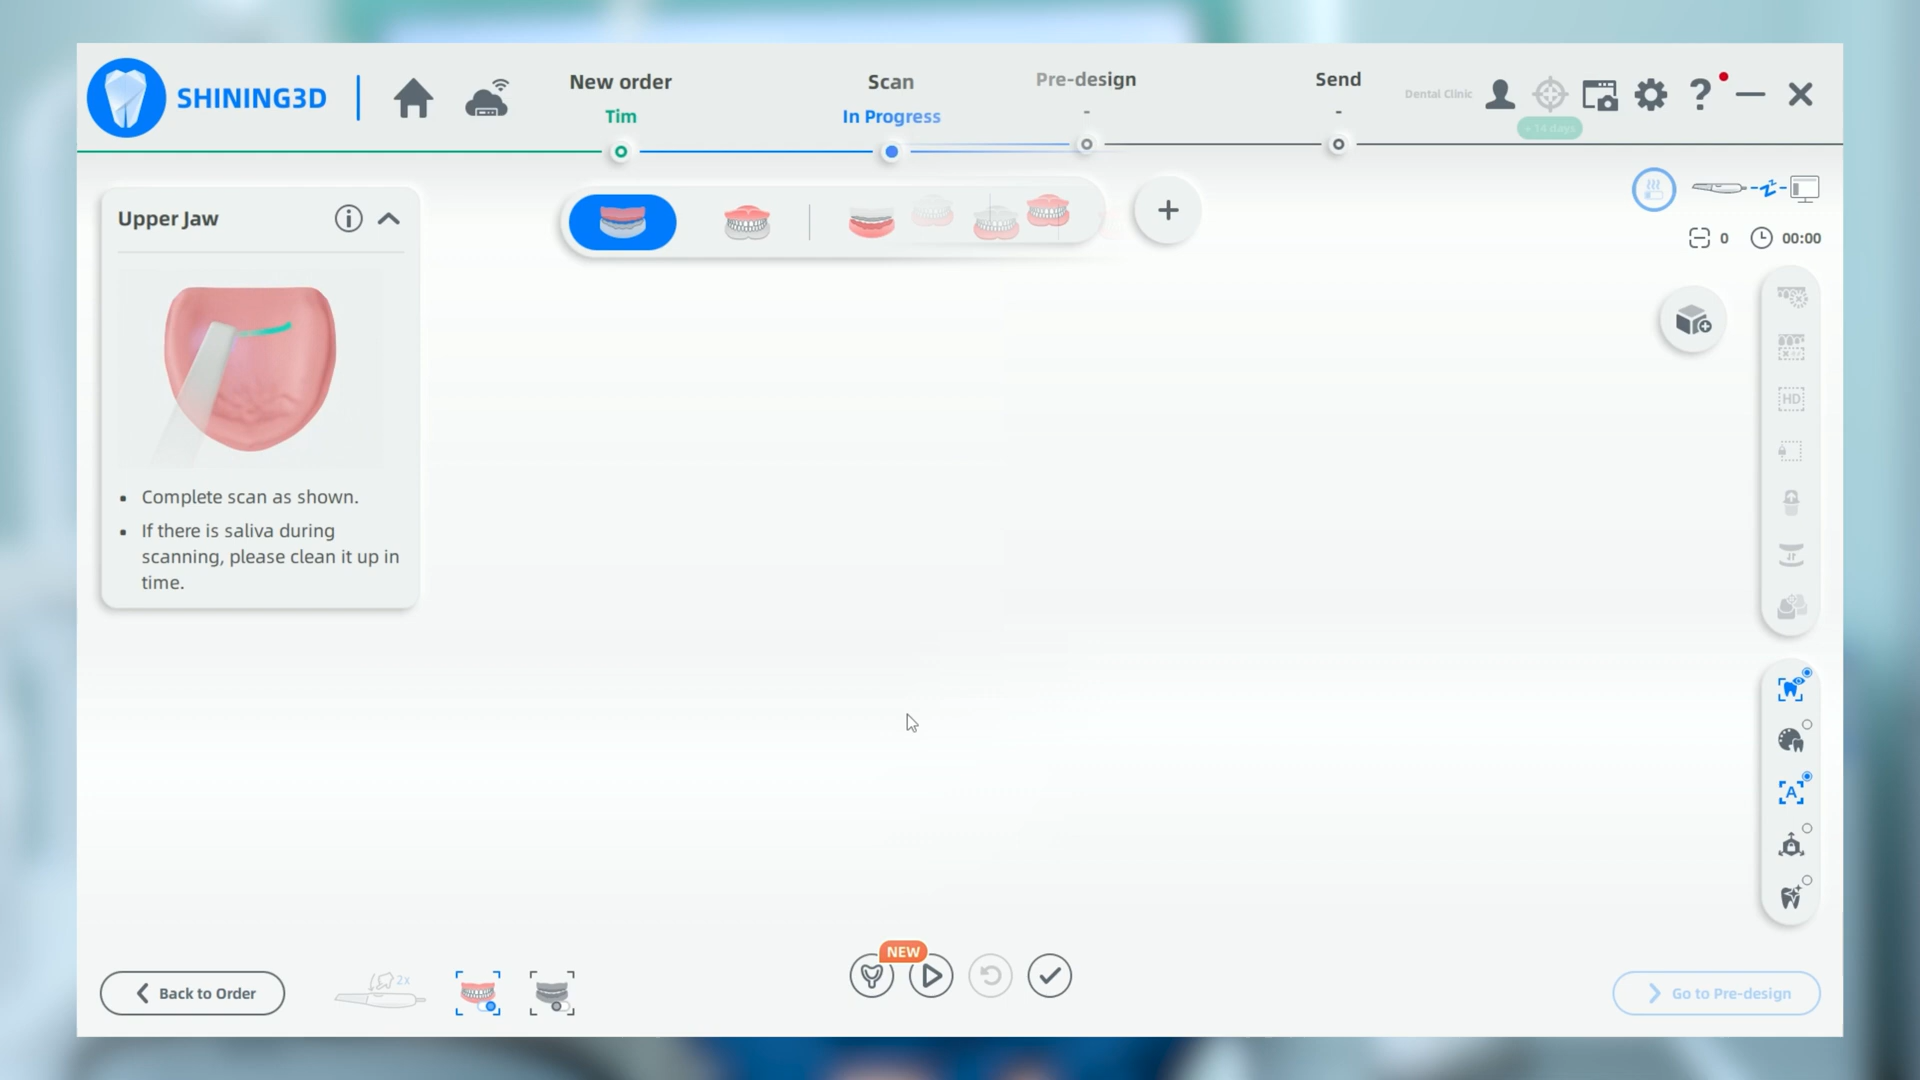 SHINING3D
New order
Tim
Scan
In Progress
Pre-design
-
Send
-
Dental Clinic
?
Upper Jaw
0
00:00
Complete scan as shown.
If there is saliva during
scanning, please clean it up in
time.
HD
A
NEW
Back to Order
2x
Go to Pre-design